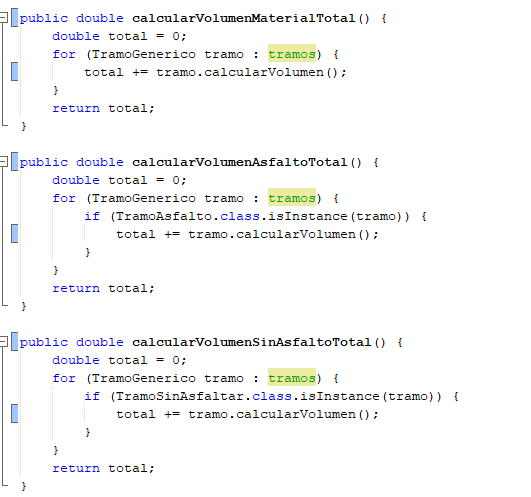 public double calcularVolumenMaterialTotal() {
    double total = 0;
    for (TramoGenerico tramo : tramos) {
        total += tramo.calcularVolumen();
    }
    return total;
}
public double calcularVolumenAsfaltoTotal() {
    double total = 0;
    for (TramoGenerico tramo : tramos) {
        if (TramoAsfalto.class.isInstance(tramo)) {
            total += tramo.calcularVolumen();
        }
    }
    return total;
}
public double calcularVolumenSinAsfaltoTotal() {
    double total = 0;
    for (TramoGenerico tramo : tramos) {
        if (TramoSinAsfaltar.class.isInstance(tramo)) {
            total += tramo.calcularVolumen();
        }
    }
    return total;
}